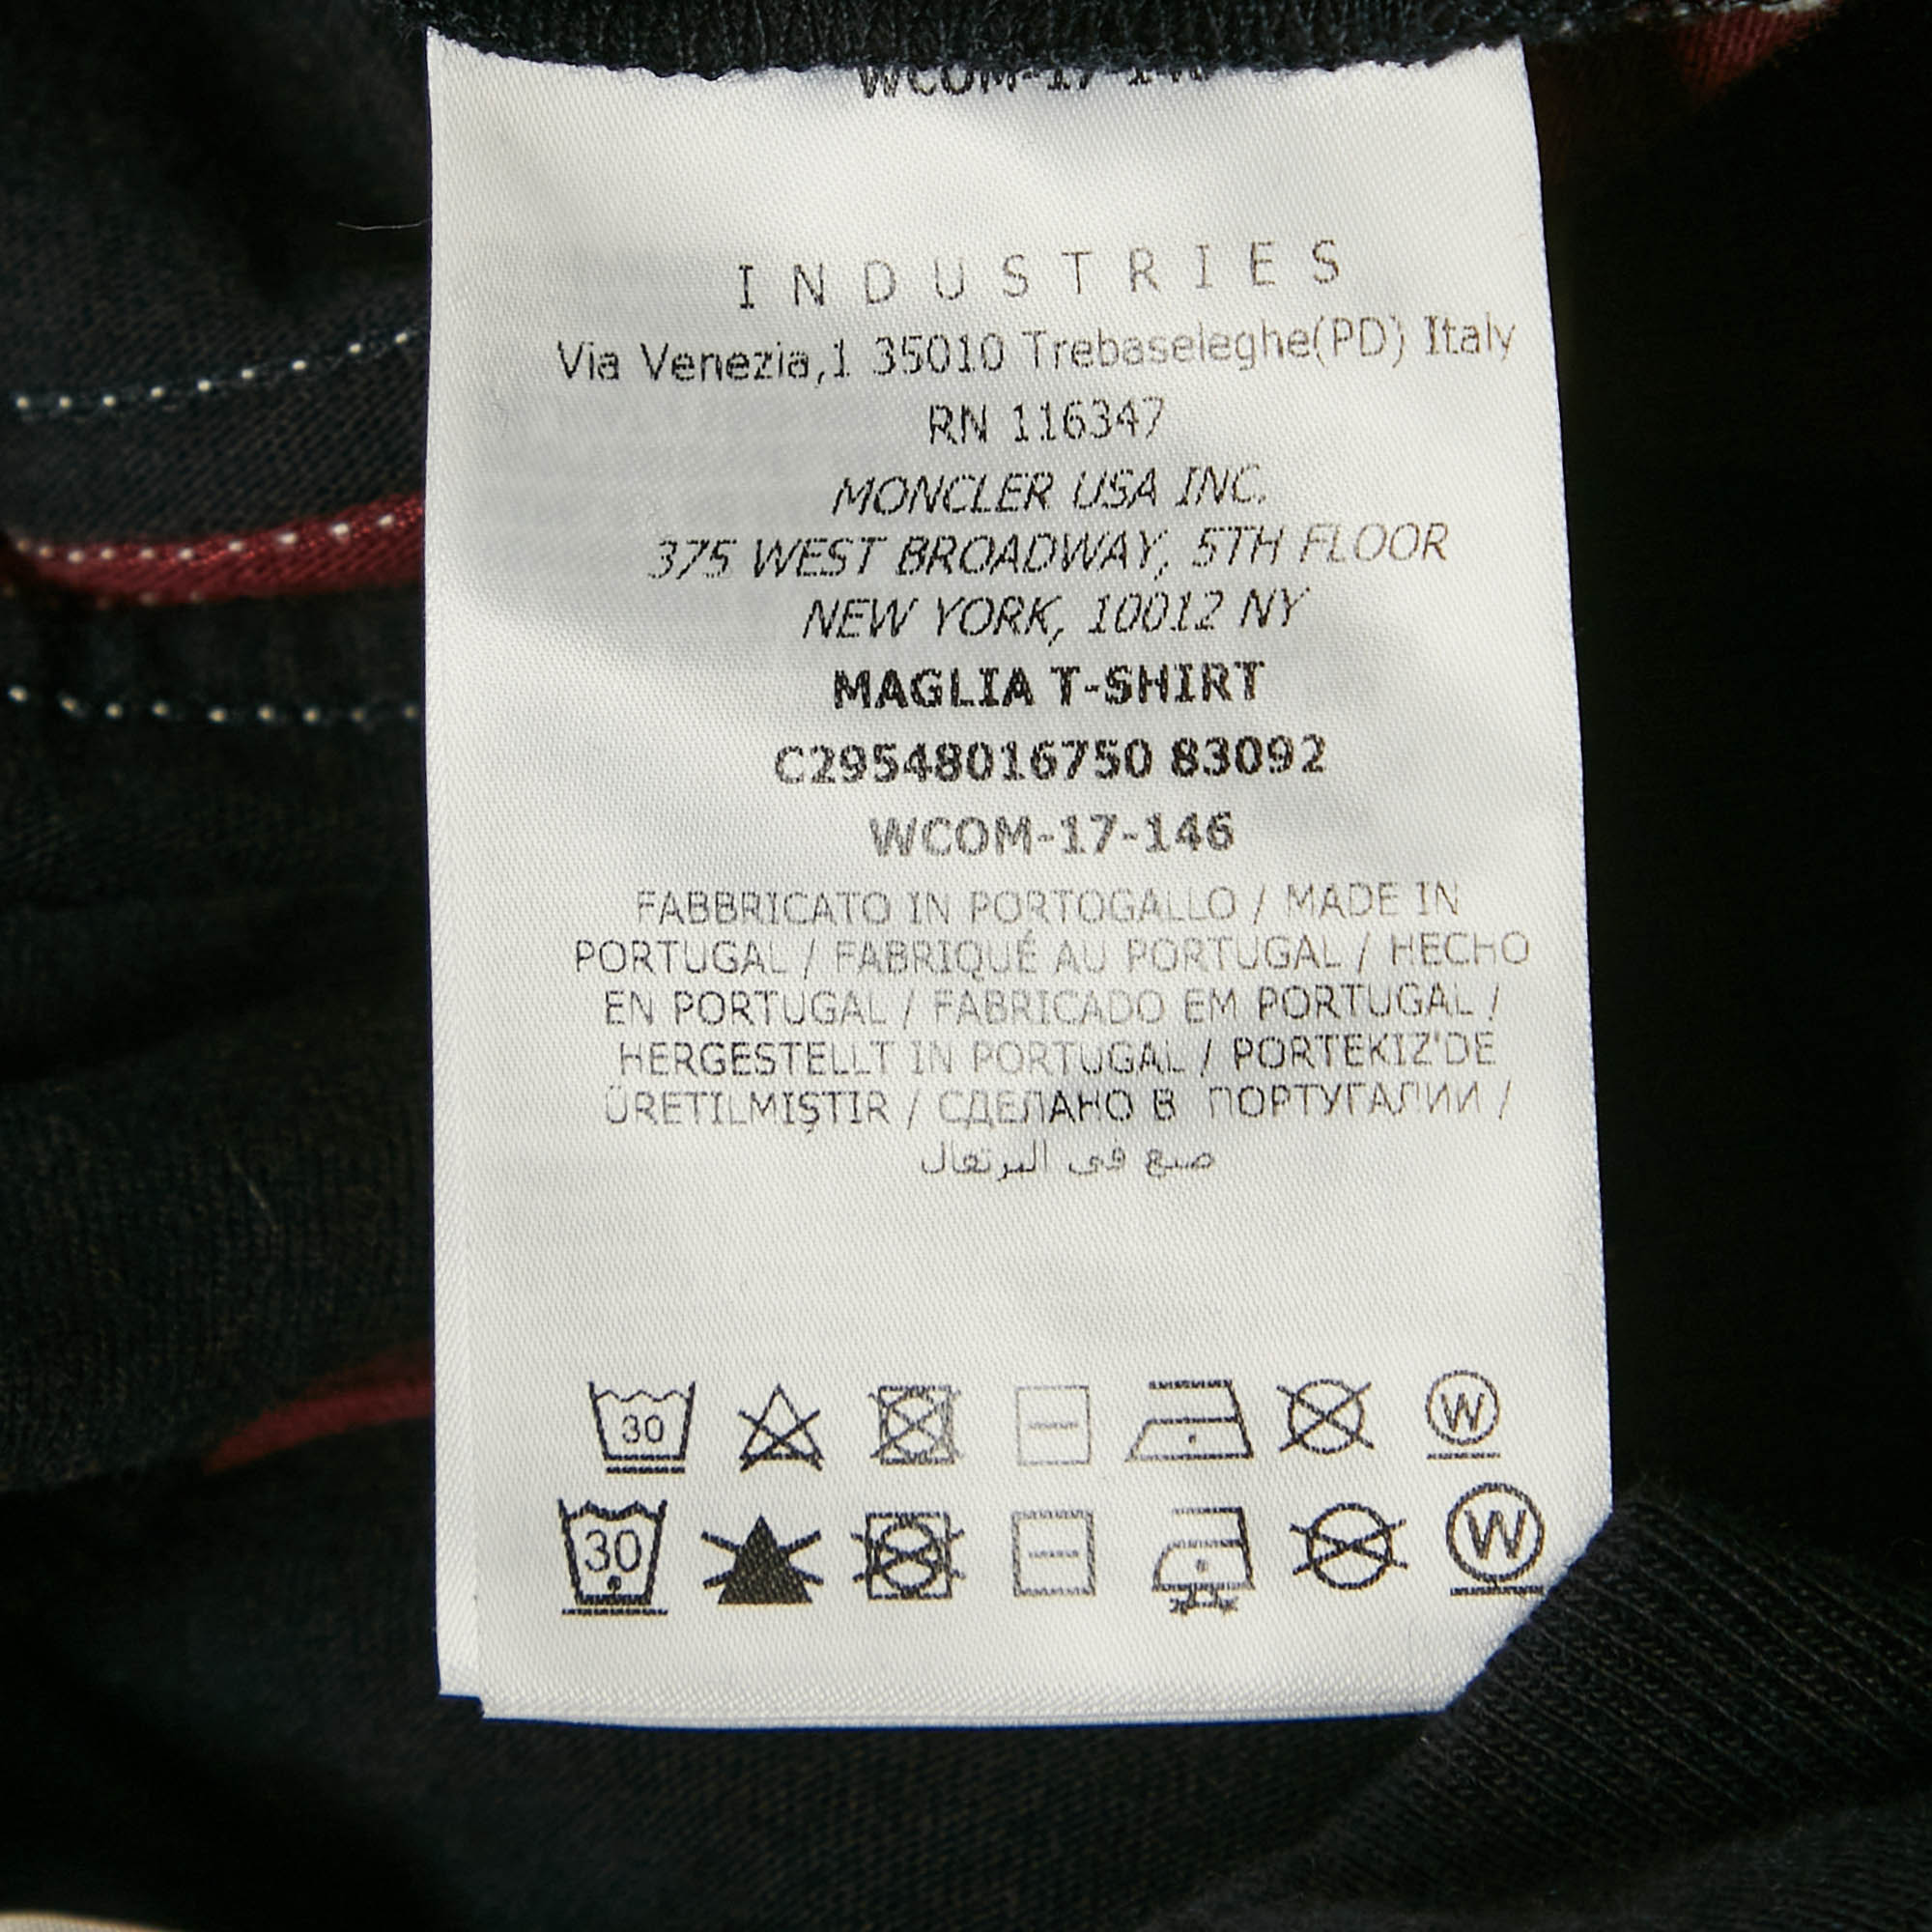 WCOM-17-146
INDUSTRIES
Via Venezia,1 35010 Trebaseleghe(PD) Italy
RN 116347
MONCLER USA INC.
375 WEST BROADWAY, 5TH FLOOR
NEW YORK, 10012 NY
MAGLIA T-SHIRT
C29548016750 83092
WCOM-17-146
FABBRICATO IN PORTOGALLO / MADE IN
PORTUGAL / FABRIQUÉ AU PORTUGAL / HECHO
EN PORTUGAL / FABRICADO EM PORTUGAL /
HERGESTELLT IN PORTUGAL / PORTEKIZ'DE
ÜRETILMIŞTIR / СДЕЛАНО В ПОРТУГАЛИИ /
صنع في البرتغال
30 W
30 W